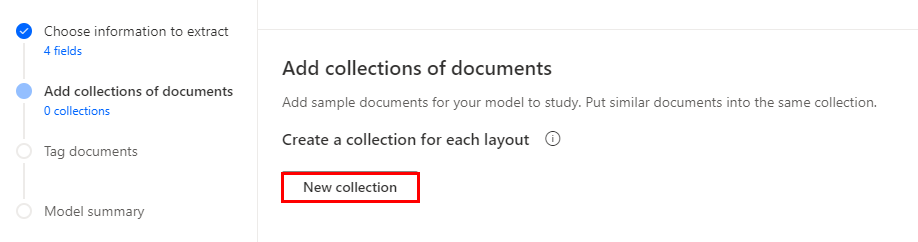 Choose information to extract
4 fields
Add collections of documents
0 collections
Tag documents
Model summary
Add collections of documents
Add sample documents for your model to study. Put similar documents into the same collection.
Create a collection for each layout
New collection